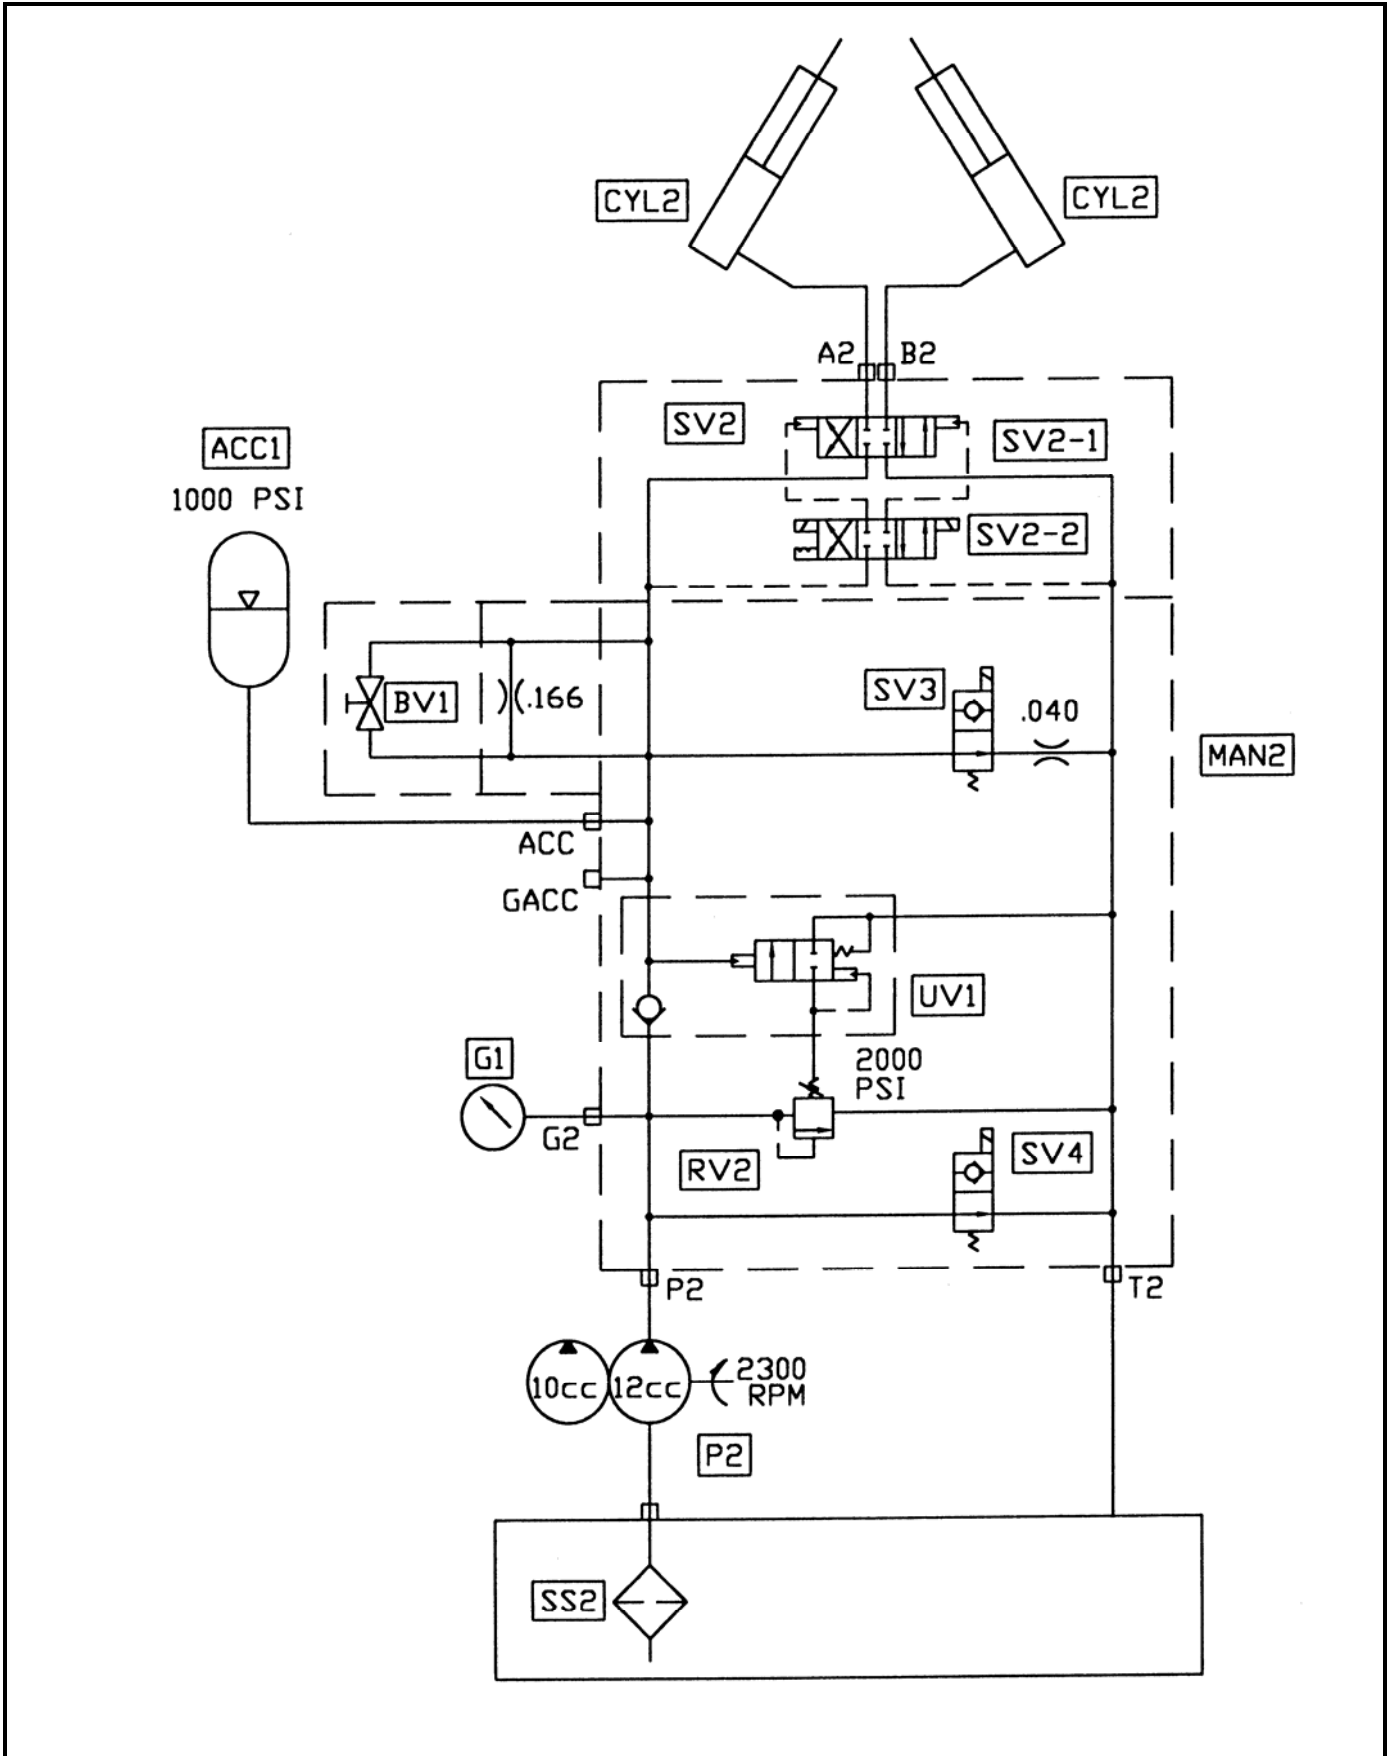 CYL2
CYL2
A2
B2
SV2
SV2-1
ACC1
1000 PSI
SV2-2
SV3
BV1
.166
.040
MAN2
ACC
GACC
UV1
G1
2000
PSI
G2
RV2
SV4
P2
T2
10cc
12cc
2300
RPM
P2
SS2